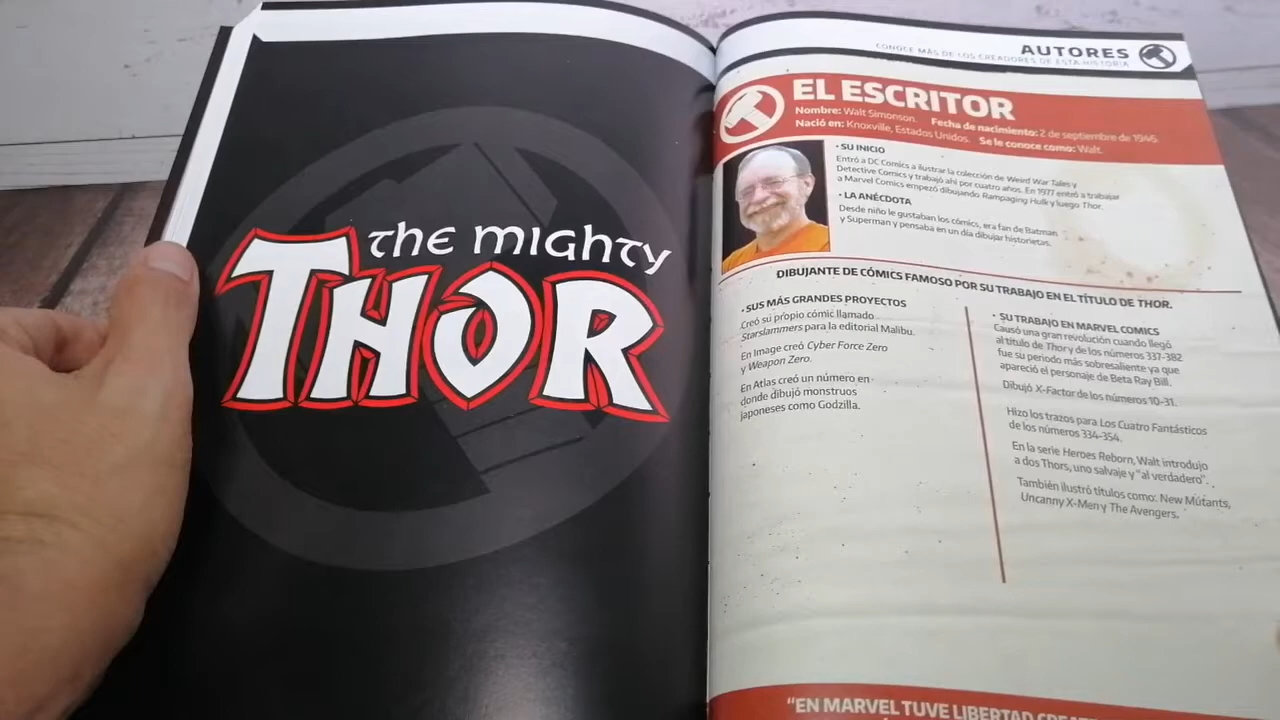 THE MIGHTY
THOR
AUTORES
CONOCE MÁS DE LOS CREADORES DE ESTA HISTORIA
EL ESCRITOR
Nombre: Walt Simonson. Fecha de nacimiento: 2 de septiembre de 1946.
Nació en: Knoxville, Estados Unidos. Se le conoce como: Walt.
• SU INICIO
Entró a DC Comics a ilustrar la colección de Weird War Tales y
Detective Comics y trabajó ahí por cuatro años. En 1977 entró a trabajar
a Marvel Comics empezó dibujando Rampaging Hulk y luego Thor.
• LA ANÉCDOTA
Desde niño le gustaban los cómics, era fan de Batman
y Superman y pensaba en un día dibujar historietas.
DIBUJANTE DE CÓMICS FAMOSO POR SU TRABAJO EN EL TÍTULO DE THOR.
• SUS MÁS GRANDES PROYECTOS
Creó su propio cómic llamado
Starslammers para la editorial Malibu.
En Image creó Cyber Force Zero
y Weapon Zero.
En Atlas creó un número en
donde dibujó monstruos
japoneses como Godzilla.
• SU TRABAJO EN MARVEL COMICS
Causó una gran revolución cuando llegó
al título de Thor y de los números 337-382
fue su periodo más sobresaliente ya que
apareció el personaje de Beta Ray Bill.
Dibujó X-Factor de los números 10-31.
Hizo los trazos para Los Cuatro Fantásticos
de los números 334-354.
En la serie Heroes Reborn, Walt introdujo
a dos Thors, uno salvaje y "al verdadero".
También ilustró títulos como: New Mutants,
Uncanny X-Men y The Avengers.
"EN MARVEL TUVE LIBERTAD